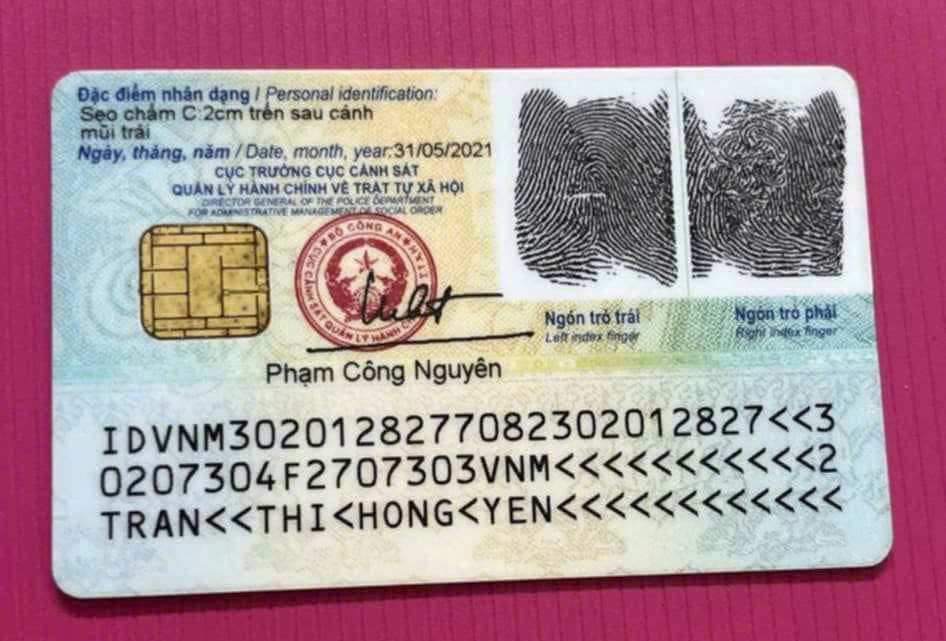 Đặc điểm nhân dạng / Personal identification:
Sẹo chấm C:2cm trên sau cánh
mũi trái
Ngày, tháng, năm / Date, month, year:31/05/2021
CỤC TRƯỞNG CỤC CẢNH SÁT
QUẢN LÝ HÀNH CHÍNH VỀ TRẬT TỰ XÃ HỘI
DIRECTOR GENERAL OF THE POLICE DEPARTMENT
FOR ADMINISTRATIVE MANAGEMENT OF SOCIAL ORDER
BỘ CÔNG AN
CỤC CẢNH SÁT QUẢN LÝ HÀNH
Ngón trỏ trái
Left index finger
Ngón trỏ phải
Right index finger
Phạm Công Nguyên
IDVNM3020128277082302012827<<3
0207304F2707303VNM<<<<<<<<<<<2
TRAN<<THI<HONG<YEN<<<<<<<<<<<<